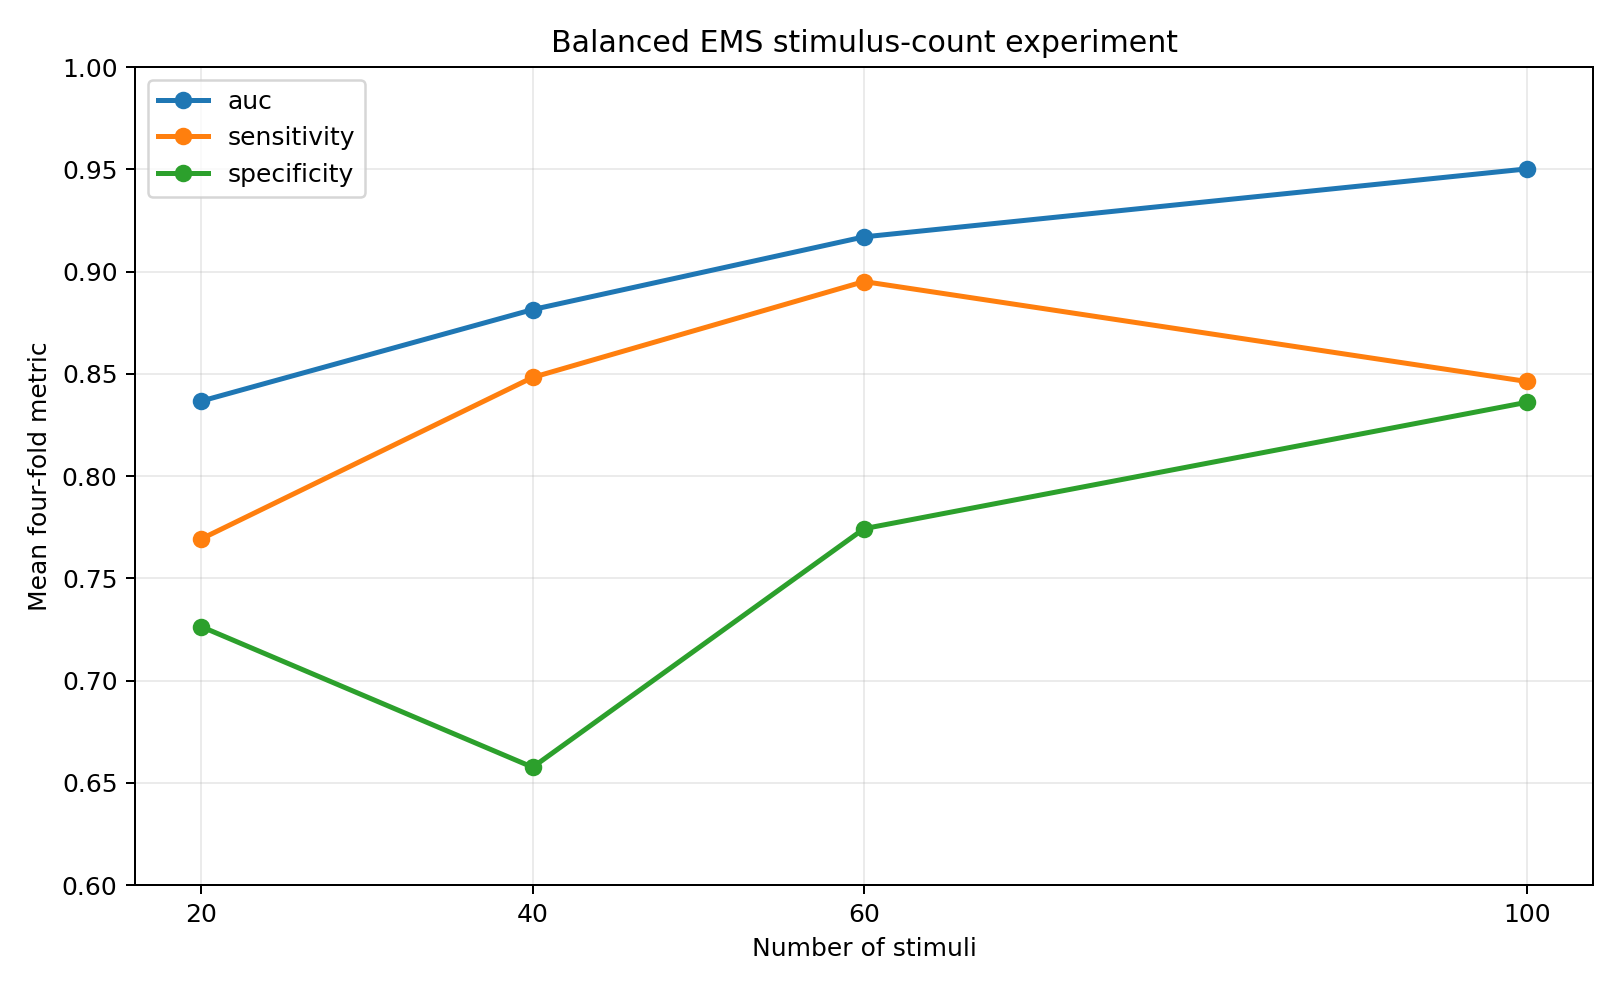 Balanced EMS stimulus-count experiment
1.00
0.95
0.90
0.85
0.80
0.75
0.70
0.65
0.60
Mean four-fold metric
auc
sensitivity
specificity
20 40 60 100
Number of stimuli